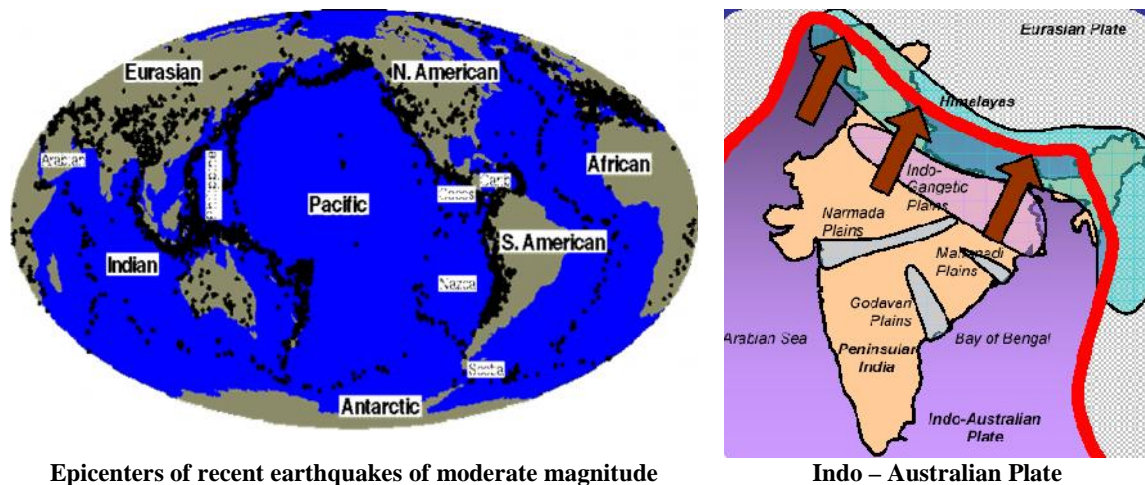 Eurasian
N. American
Arabian
African
Cocos
Carib
Pacific
S. American
Indian
Nazca
Scotia
Antarctic
Epicenters of recent earthquakes of moderate magnitude
Eurasian Plate
Himalayas
Indo-
Gangetic
Plains
Narmada
Plains
Mahanadi
Plains
Godavari
Plains
Arabian Sea
Bay of Bengal
Peninsular
India
Indo-Australian
Plate
Indo – Australian Plate